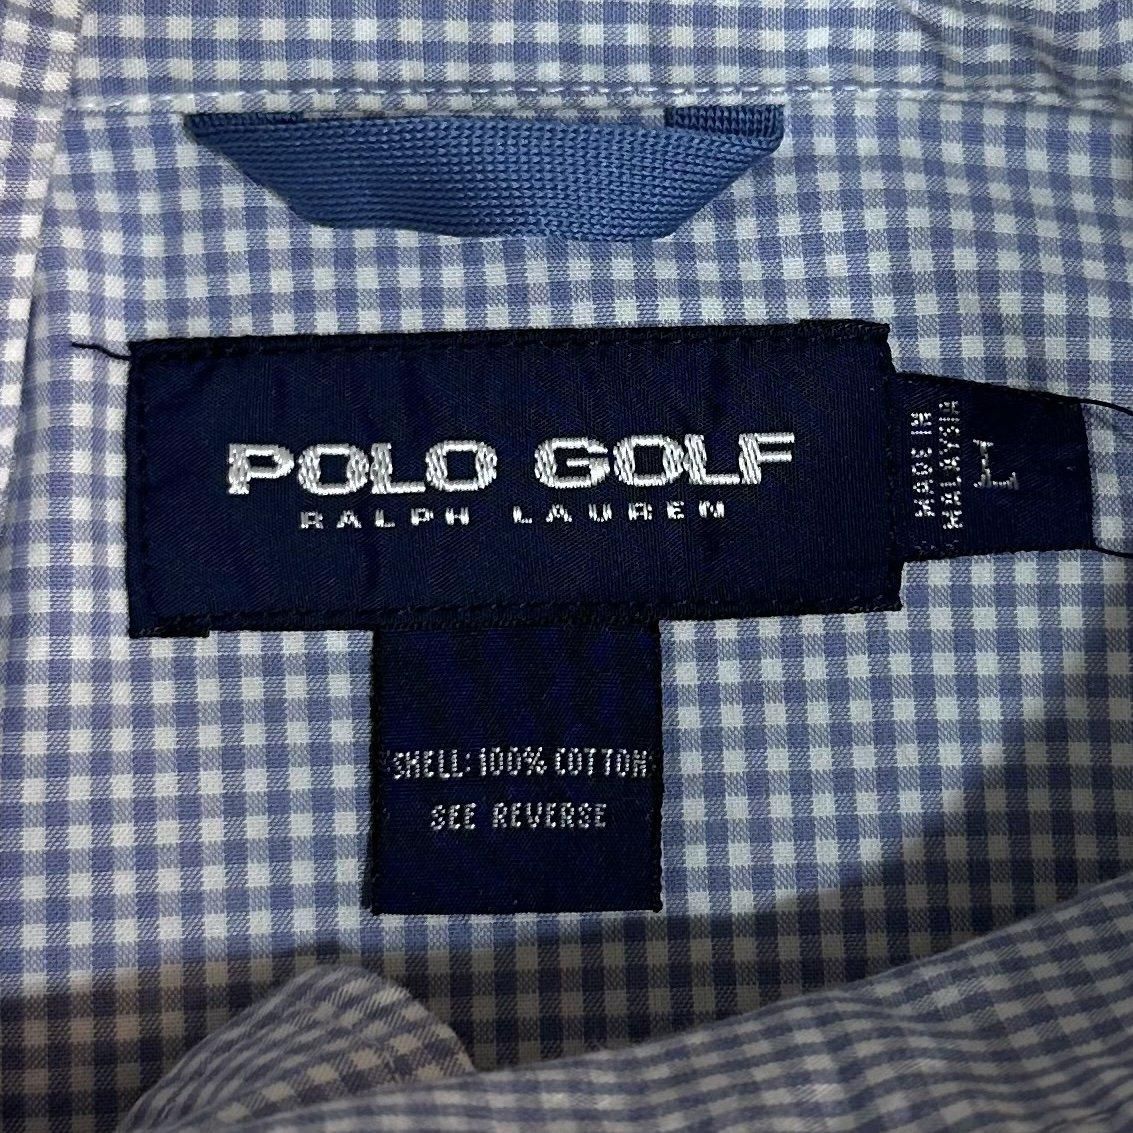 POLO GOLF
RALPH LAUREN
MADE IN
MALAYSIA
L
SHELL: 100% COTTON
SEE REVERSE